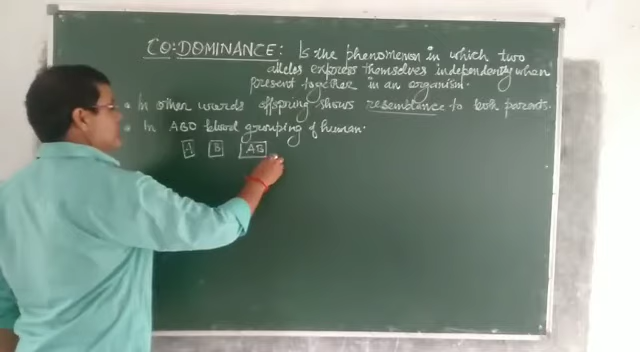 CO:DOMINANCE: Is the phenomenon in which two
alleles express themselves independently when
present together in an organism.
• In other words offspring shows resemblance to both parents.
• In ABO blood grouping of human.
A B AB